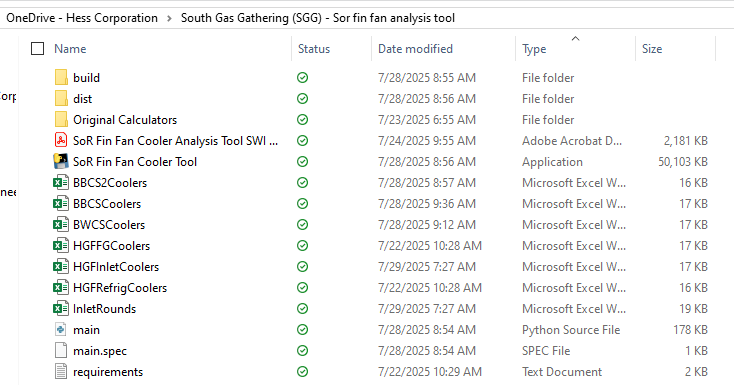 OneDrive - Hess Corporation > South Gas Gathering (SGG) - Sor fin fan analysis tool
Name Status Date modified Type Size
build 7/28/2025 8:55 AM File folder
dist 7/28/2025 8:56 AM File folder
Original Calculators 7/23/2025 6:55 AM File folder
SoR Fin Fan Cooler Analysis Tool SWI ... 7/24/2025 9:55 AM Adobe Acrobat D... 2,181 KB
SoR Fin Fan Cooler Tool 7/28/2025 8:56 AM Application 50,103 KB
BBCS2Coolers 7/28/2025 8:57 AM Microsoft Excel W... 16 KB
BBCSCoolers 7/28/2025 9:36 AM Microsoft Excel W... 17 KB
BWCSCoolers 7/28/2025 9:12 AM Microsoft Excel W... 17 KB
HGFFGCoolers 7/22/2025 10:28 AM Microsoft Excel W... 17 KB
HGFInletCoolers 7/29/2025 7:27 AM Microsoft Excel W... 17 KB
HGFRefrigCoolers 7/22/2025 10:28 AM Microsoft Excel W... 16 KB
InletRounds 7/29/2025 7:27 AM Microsoft Excel W... 19 KB
main 7/28/2025 8:54 AM Python Source File 178 KB
main.spec 7/28/2025 8:54 AM SPEC File 1 KB
requirements 7/22/2025 10:29 AM Text Document 2 KB